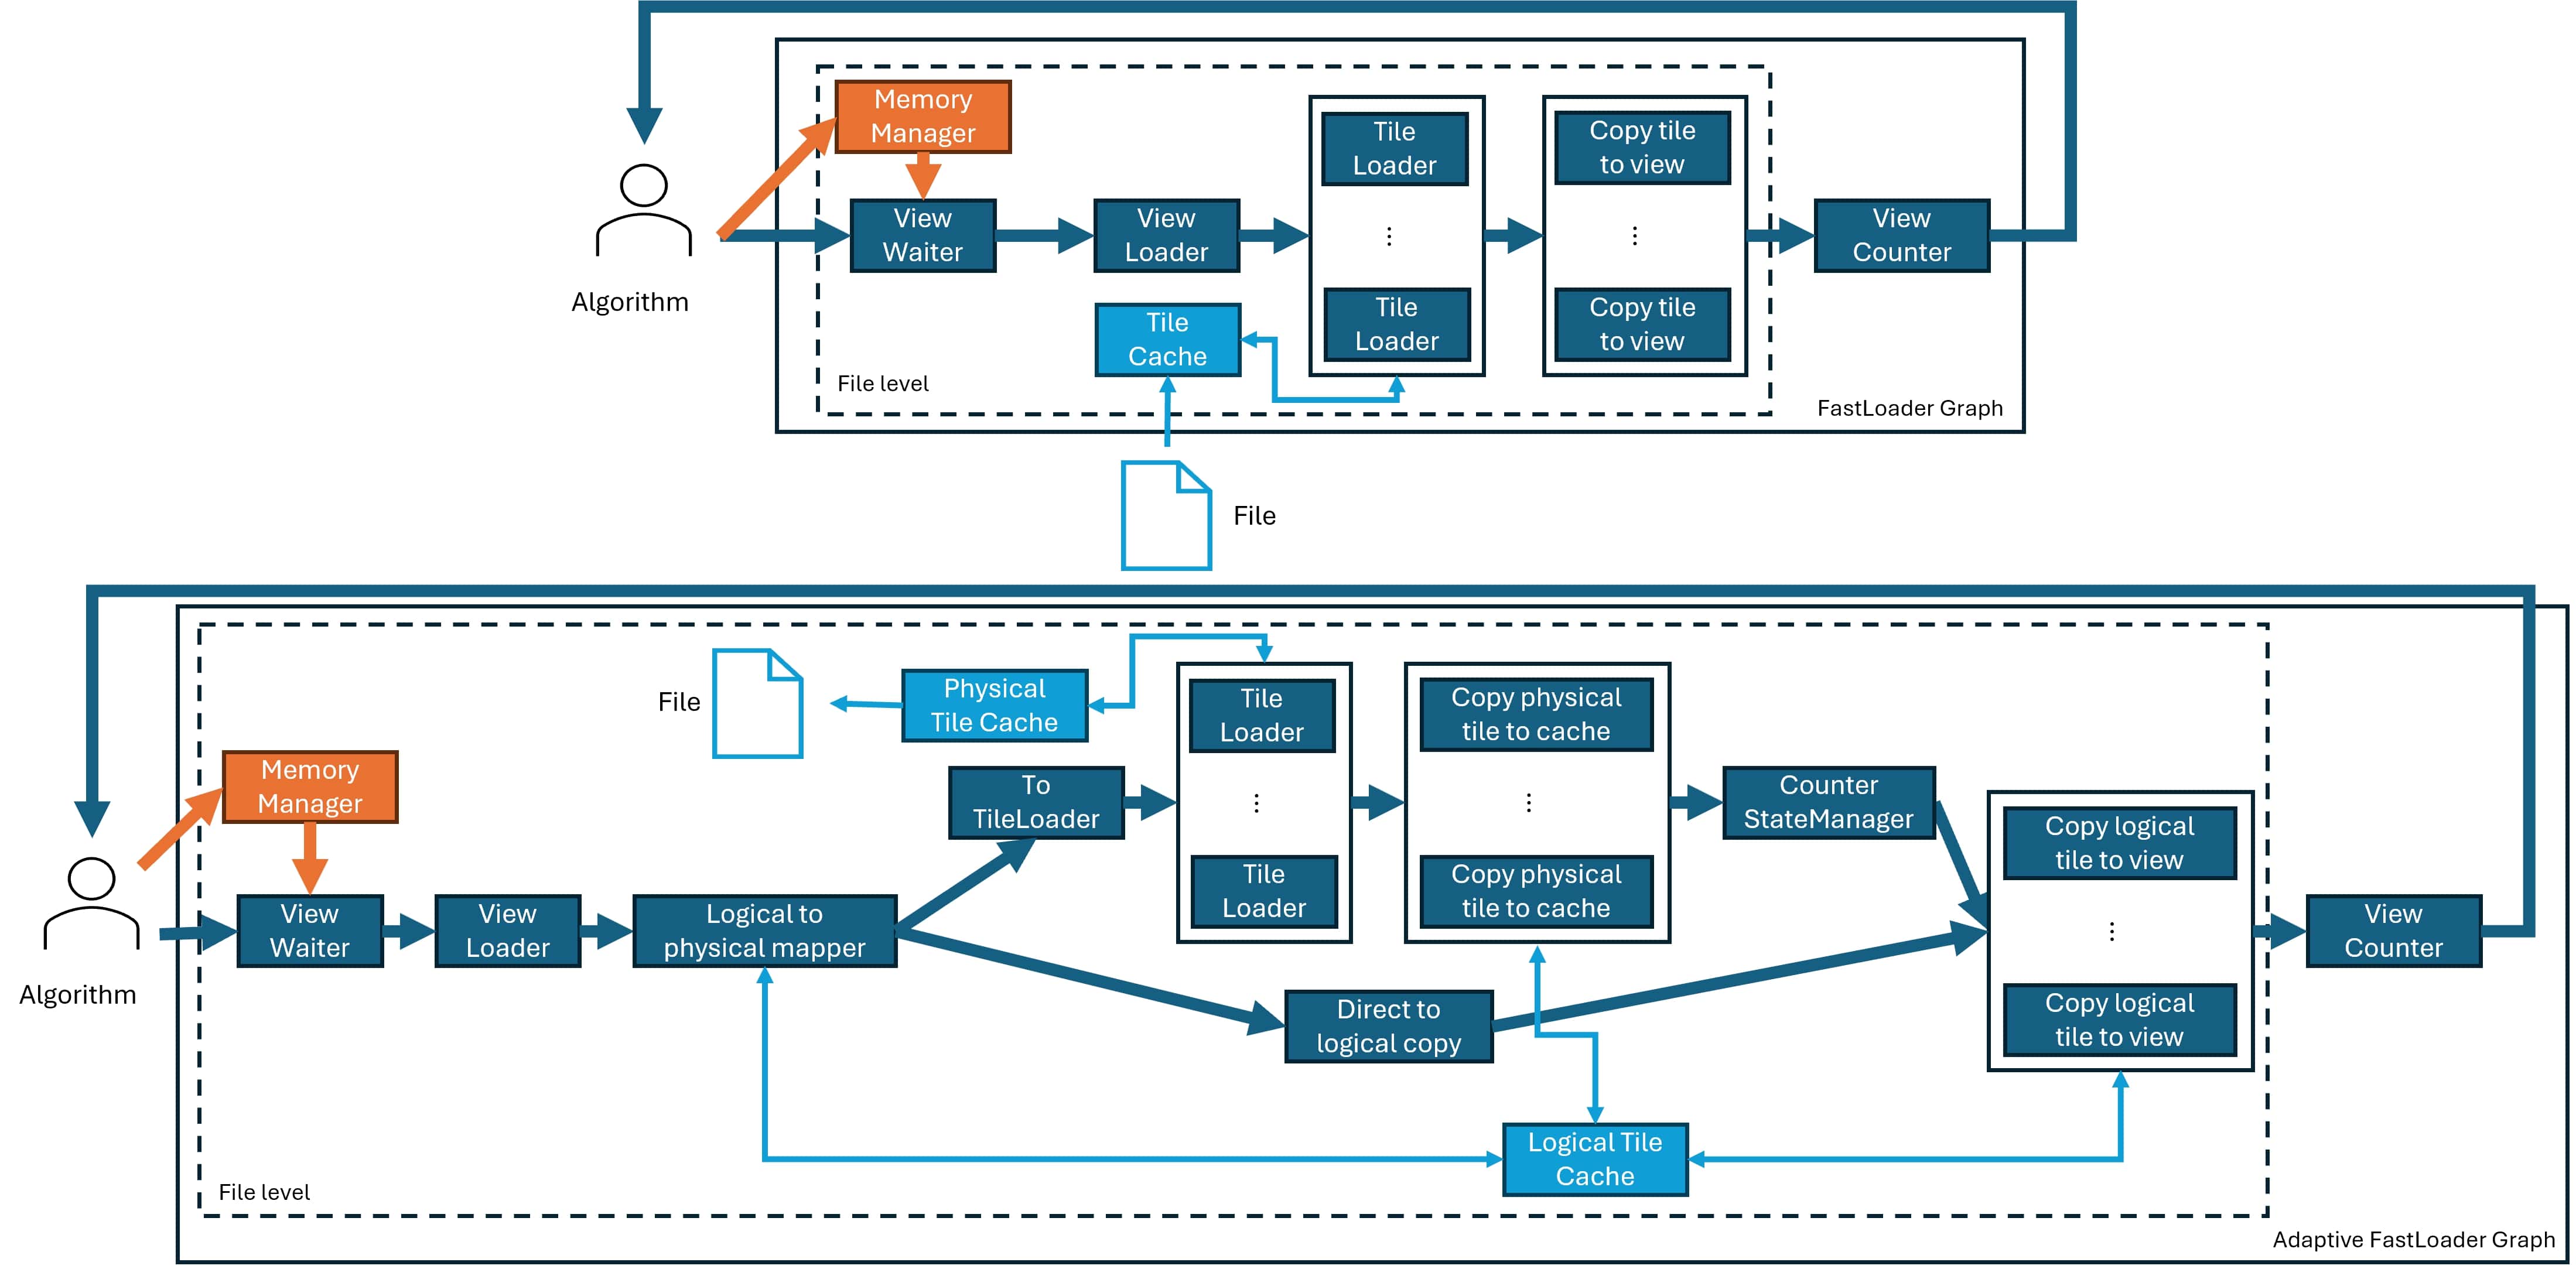 Memory
Manager
Tile
Loader
Copy tile
to view
View
Waiter
View
Loader
⋮
⋮
View
Counter
Algorithm
Tile
Cache
Tile
Loader
Copy tile
to view
File level
FastLoader Graph
File
File
Physical
Tile Cache
Tile
Loader
Copy physical
tile to cache
Memory
Manager
To
TileLoader
⋮
⋮
Counter
StateManager
Copy logical
tile to view
Tile
Loader
Copy physical
tile to cache
View
Waiter
View
Loader
Logical to
physical mapper
⋮
View
Counter
Algorithm
Direct to
logical copy
Copy logical
tile to view
Logical Tile
Cache
File level
Adaptive FastLoader Graph